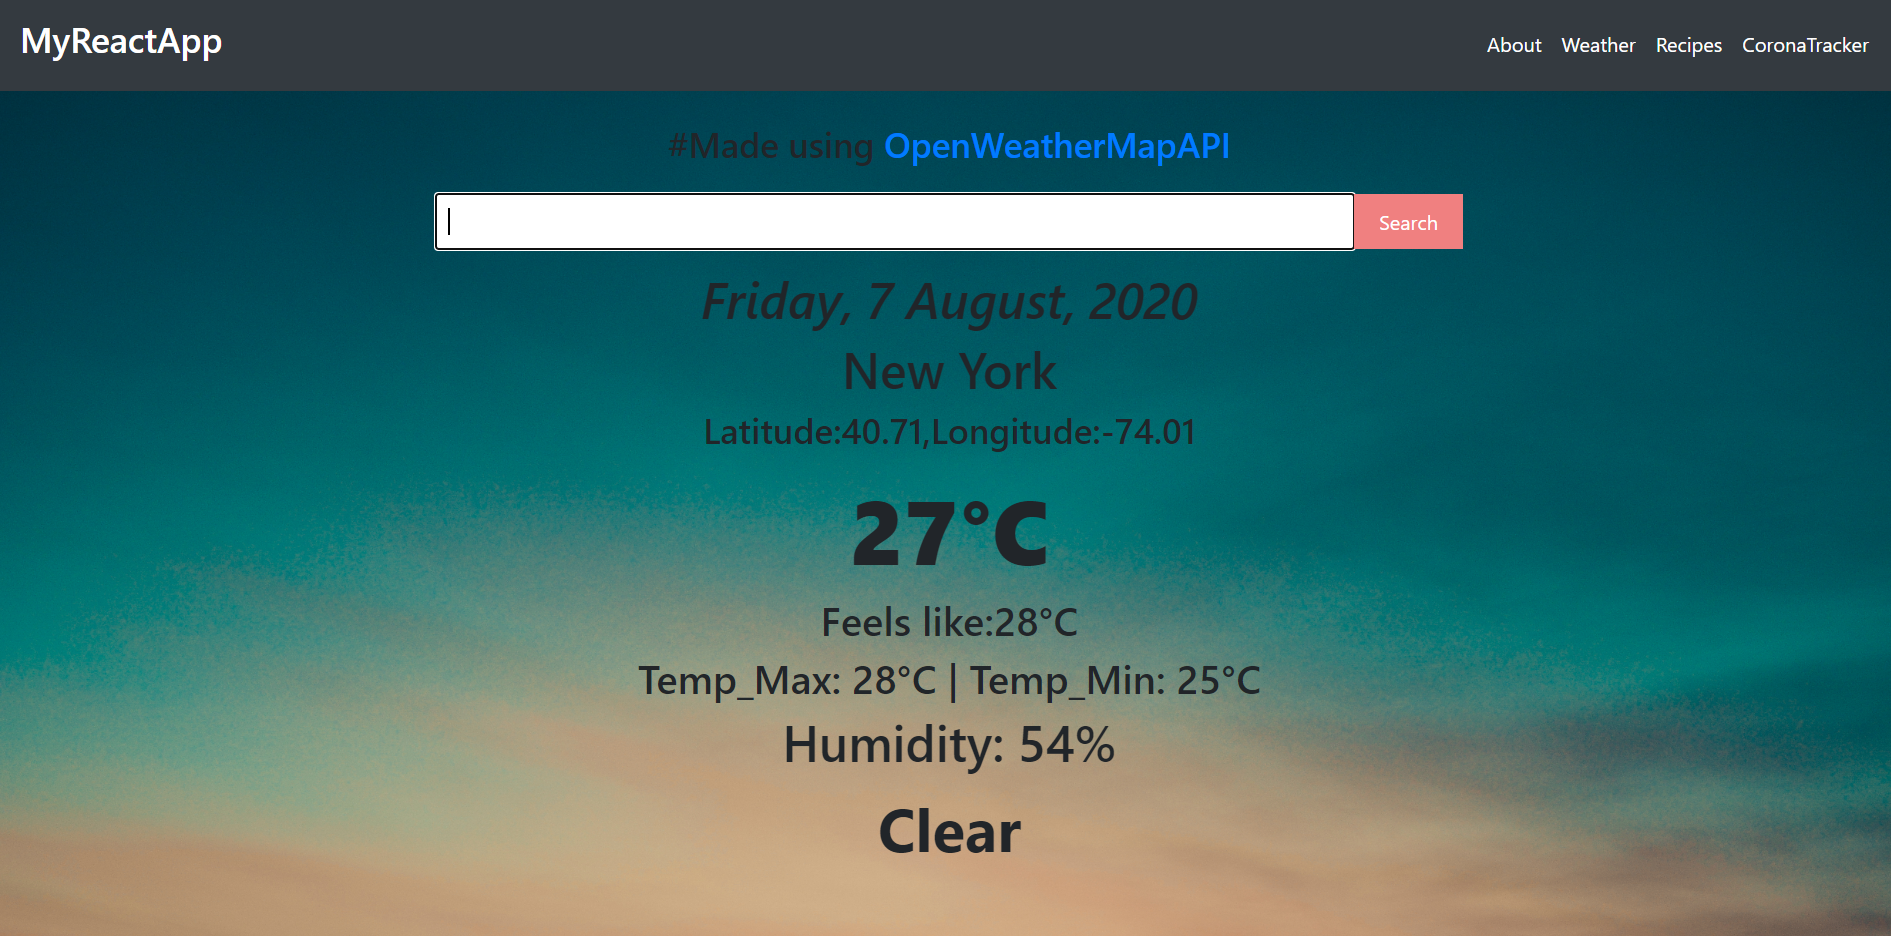 MyReactApp
About Weather Recipes CoronaTracker
#Made using OpenWeatherMapAPI
Search
Friday, 7 August, 2020
New York
Latitude:40.71,Longitude:-74.01
27°C
Feels like:28°C
Temp_Max: 28°C | Temp_Min: 25°C
Humidity: 54%
Clear